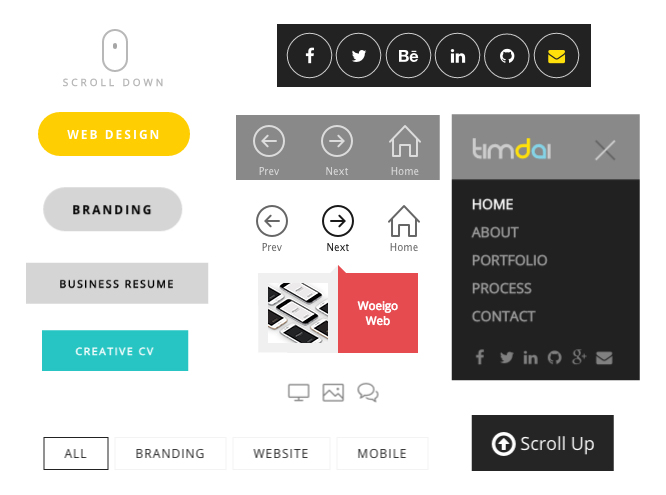 SCROLL DOWN
Bē
WEB DESIGN
BRANDING
BUSINESS RESUME
CREATIVE CV
Prev
Next
Home
Prev
Next
Home
Woeigo
Web
timdai
HOME
ABOUT
PORTFOLIO
PROCESS
CONTACT
ALL
BRANDING
WEBSITE
MOBILE
Scroll Up